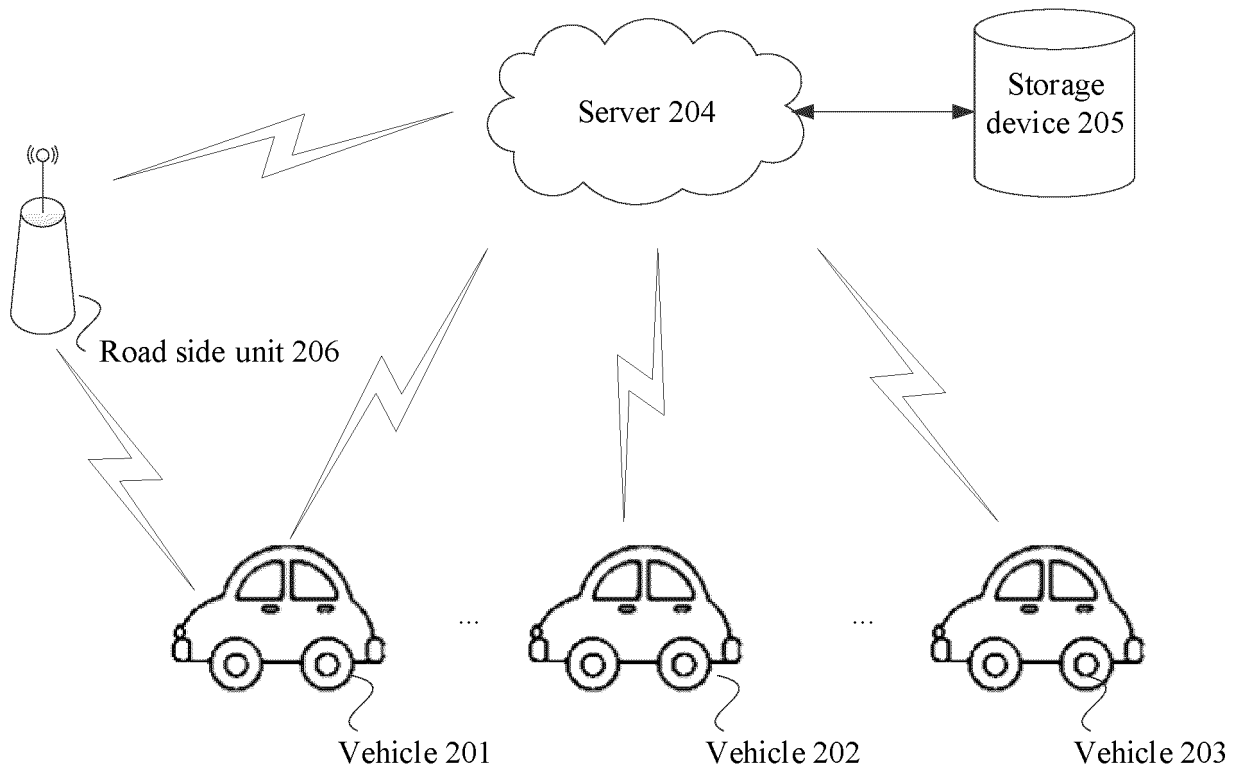 Server 204
Storage
device 205
Road side unit 206
...
...
Vehicle 201
Vehicle 202
Vehicle 203